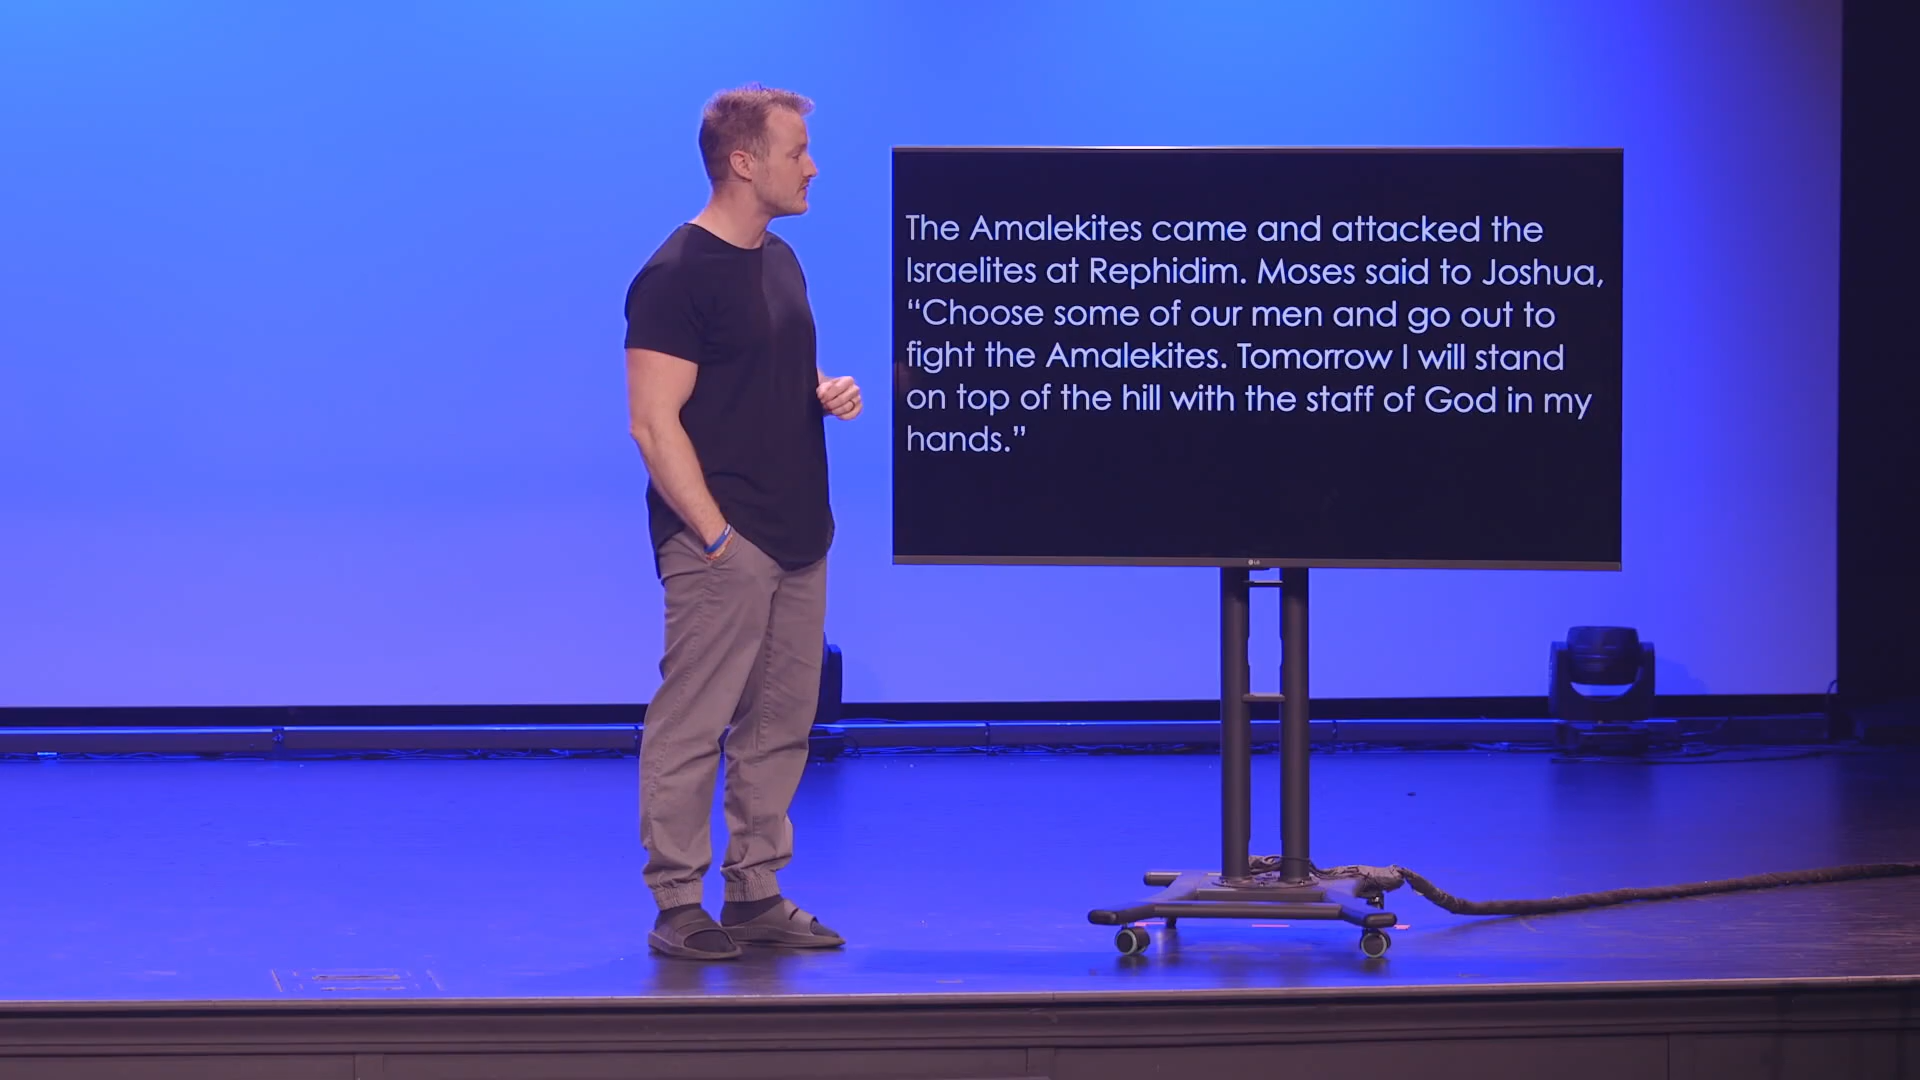 The Amalekites came and attacked the
Israelites at Rephidim. Moses said to Joshua,
“Choose some of our men and go out to
fight the Amalekites. Tomorrow I will stand
on top of the hill with the staff of God in my
hands.”
LG